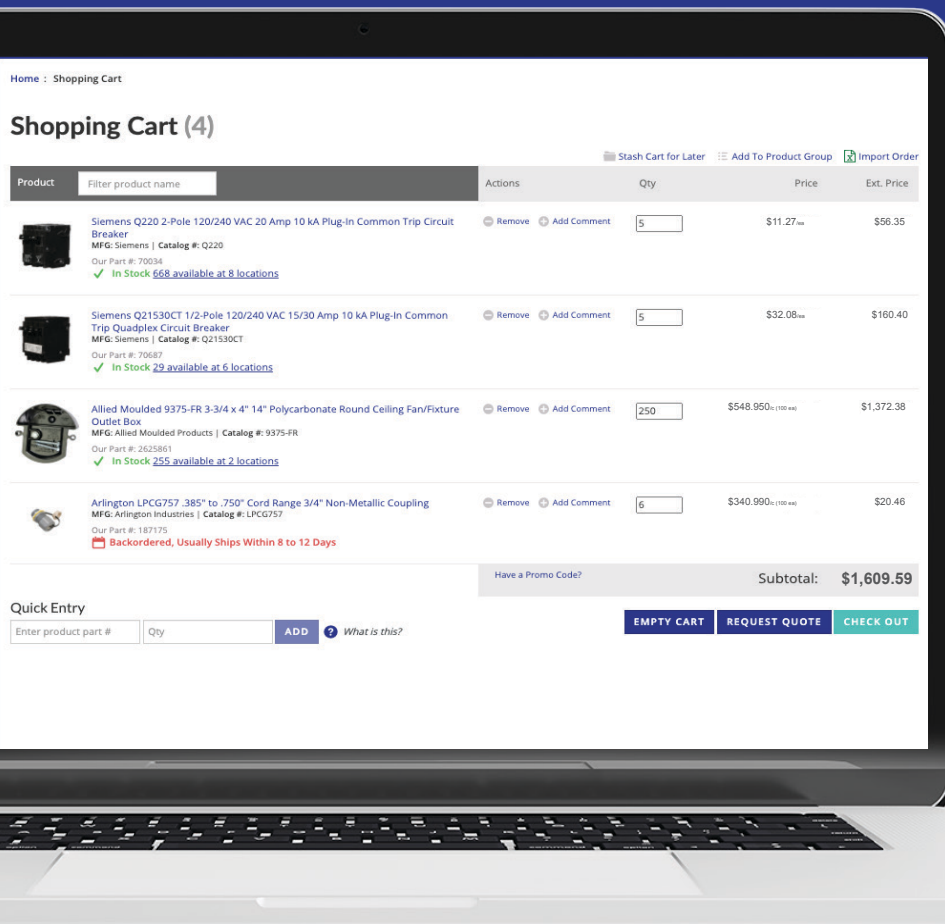 Home : Shopping Cart
Shopping Cart (4)
Stash Cart for Later Add To Product Group Import Order
Product Filter product name Actions Qty Price Ext. Price
Siemens Q220 2-Pole 120/240 VAC 20 Amp 10 kA Plug-In Common Trip Circuit
Breaker
MFG: Siemens | Catalog #: Q220
Our Part #: 70034
In Stock 668 available at 8 locations
Remove Add Comment 5 $11.27/ea $56.35
Siemens Q21530CT 1/2-Pole 120/240 VAC 15/30 Amp 10 kA Plug-In Common
Trip Quadplex Circuit Breaker
MFG: Siemens | Catalog #: Q21530CT
Our Part #: 70687
In Stock 29 available at 6 locations
Remove Add Comment 5 $32.08/ea $160.40
Allied Moulded 9375-FR 3-3/4 x 4" 14" Polycarbonate Round Ceiling Fan/Fixture
Outlet Box
MFG: Allied Moulded Products | Catalog #: 9375-FR
Our Part #: 2625861
In Stock 255 available at 2 locations
Remove Add Comment 250 $548.950/c (100 ea) $1,372.38
Arlington LPCG757 .385" to .750" Cord Range 3/4" Non-Metallic Coupling
MFG: Arlington Industries | Catalog #: LPCG757
Our Part #: 187175
Backordered, Usually Ships Within 8 to 12 Days
Remove Add Comment 6 $340.990/c (100 ea) $20.46
Have a Promo Code? Subtotal: $1,609.59
Quick Entry
Enter product part # Qty ADD ? What is this?
EMPTY CART REQUEST QUOTE CHECK OUT
option command command option